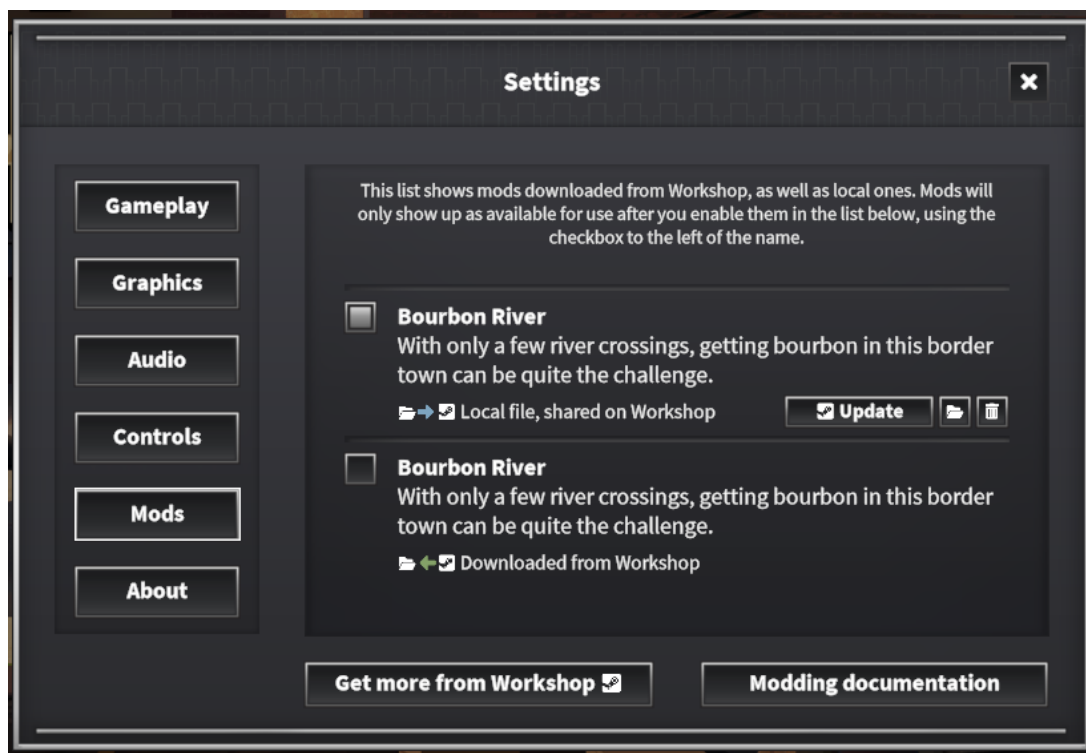 Settings
Gameplay
Graphics
Audio
Controls
Mods
About
This list shows mods downloaded from Workshop, as well as local ones. Mods will
only show up as available for use after you enable them in the list below, using the
checkbox to the left of the name.
Bourbon River
With only a few river crossings, getting bourbon in this border
town can be quite the challenge.
Local file, shared on Workshop
Update
Bourbon River
With only a few river crossings, getting bourbon in this border
town can be quite the challenge.
Downloaded from Workshop
Get more from Workshop
Modding documentation